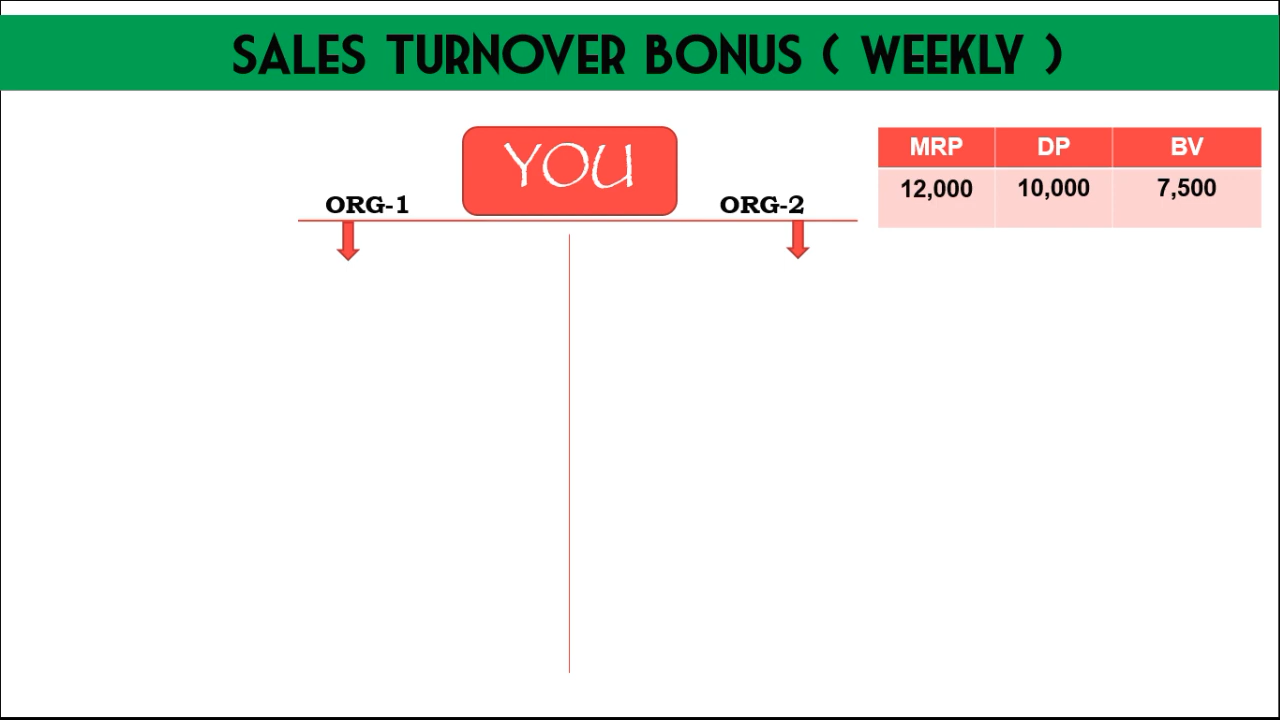 SALES TURNOVER BONUS ( WEEKLY )
YOU
ORG-1
ORG-2
MRP DP BV
12,000 10,000 7,500